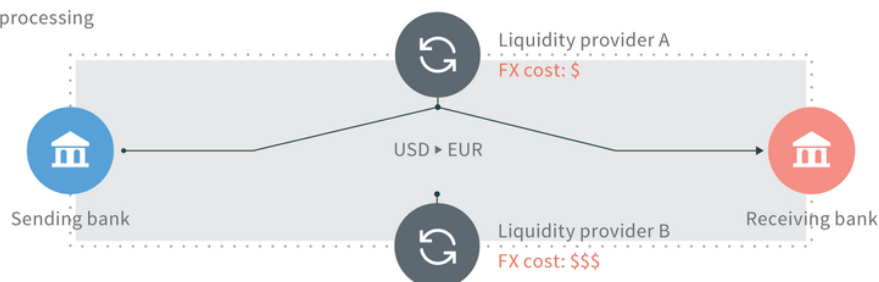 processing
Liquidity provider A
FX cost: $
USD ▸ EUR
Sending bank
Receiving bank
Liquidity provider B
FX cost: $$$